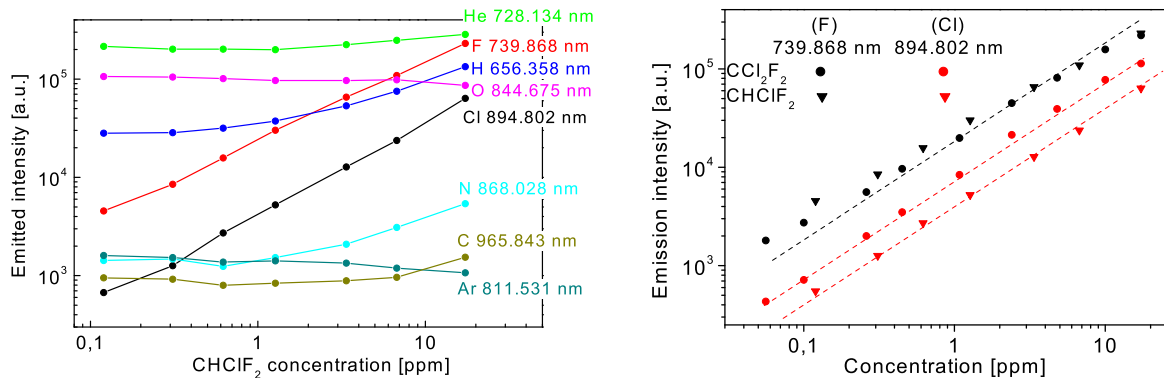 He 728.134 nm
F 739.868 nm
H 656.358 nm
O 844.675 nm
Cl 894.802 nm
N 868.028 nm
C 965.843 nm
Ar 811.531 nm
10^5
10^4
10^3
Emitted intensity [a.u.]
0,1 1 10
CHClF₂ concentration [ppm]
(F) (Cl)
739.868 nm 894.802 nm
CCl₂F₂
CHClF₂
10^5
10^4
10^3
Emission intensity [a.u.]
0,1 1 10
Concentration [ppm]